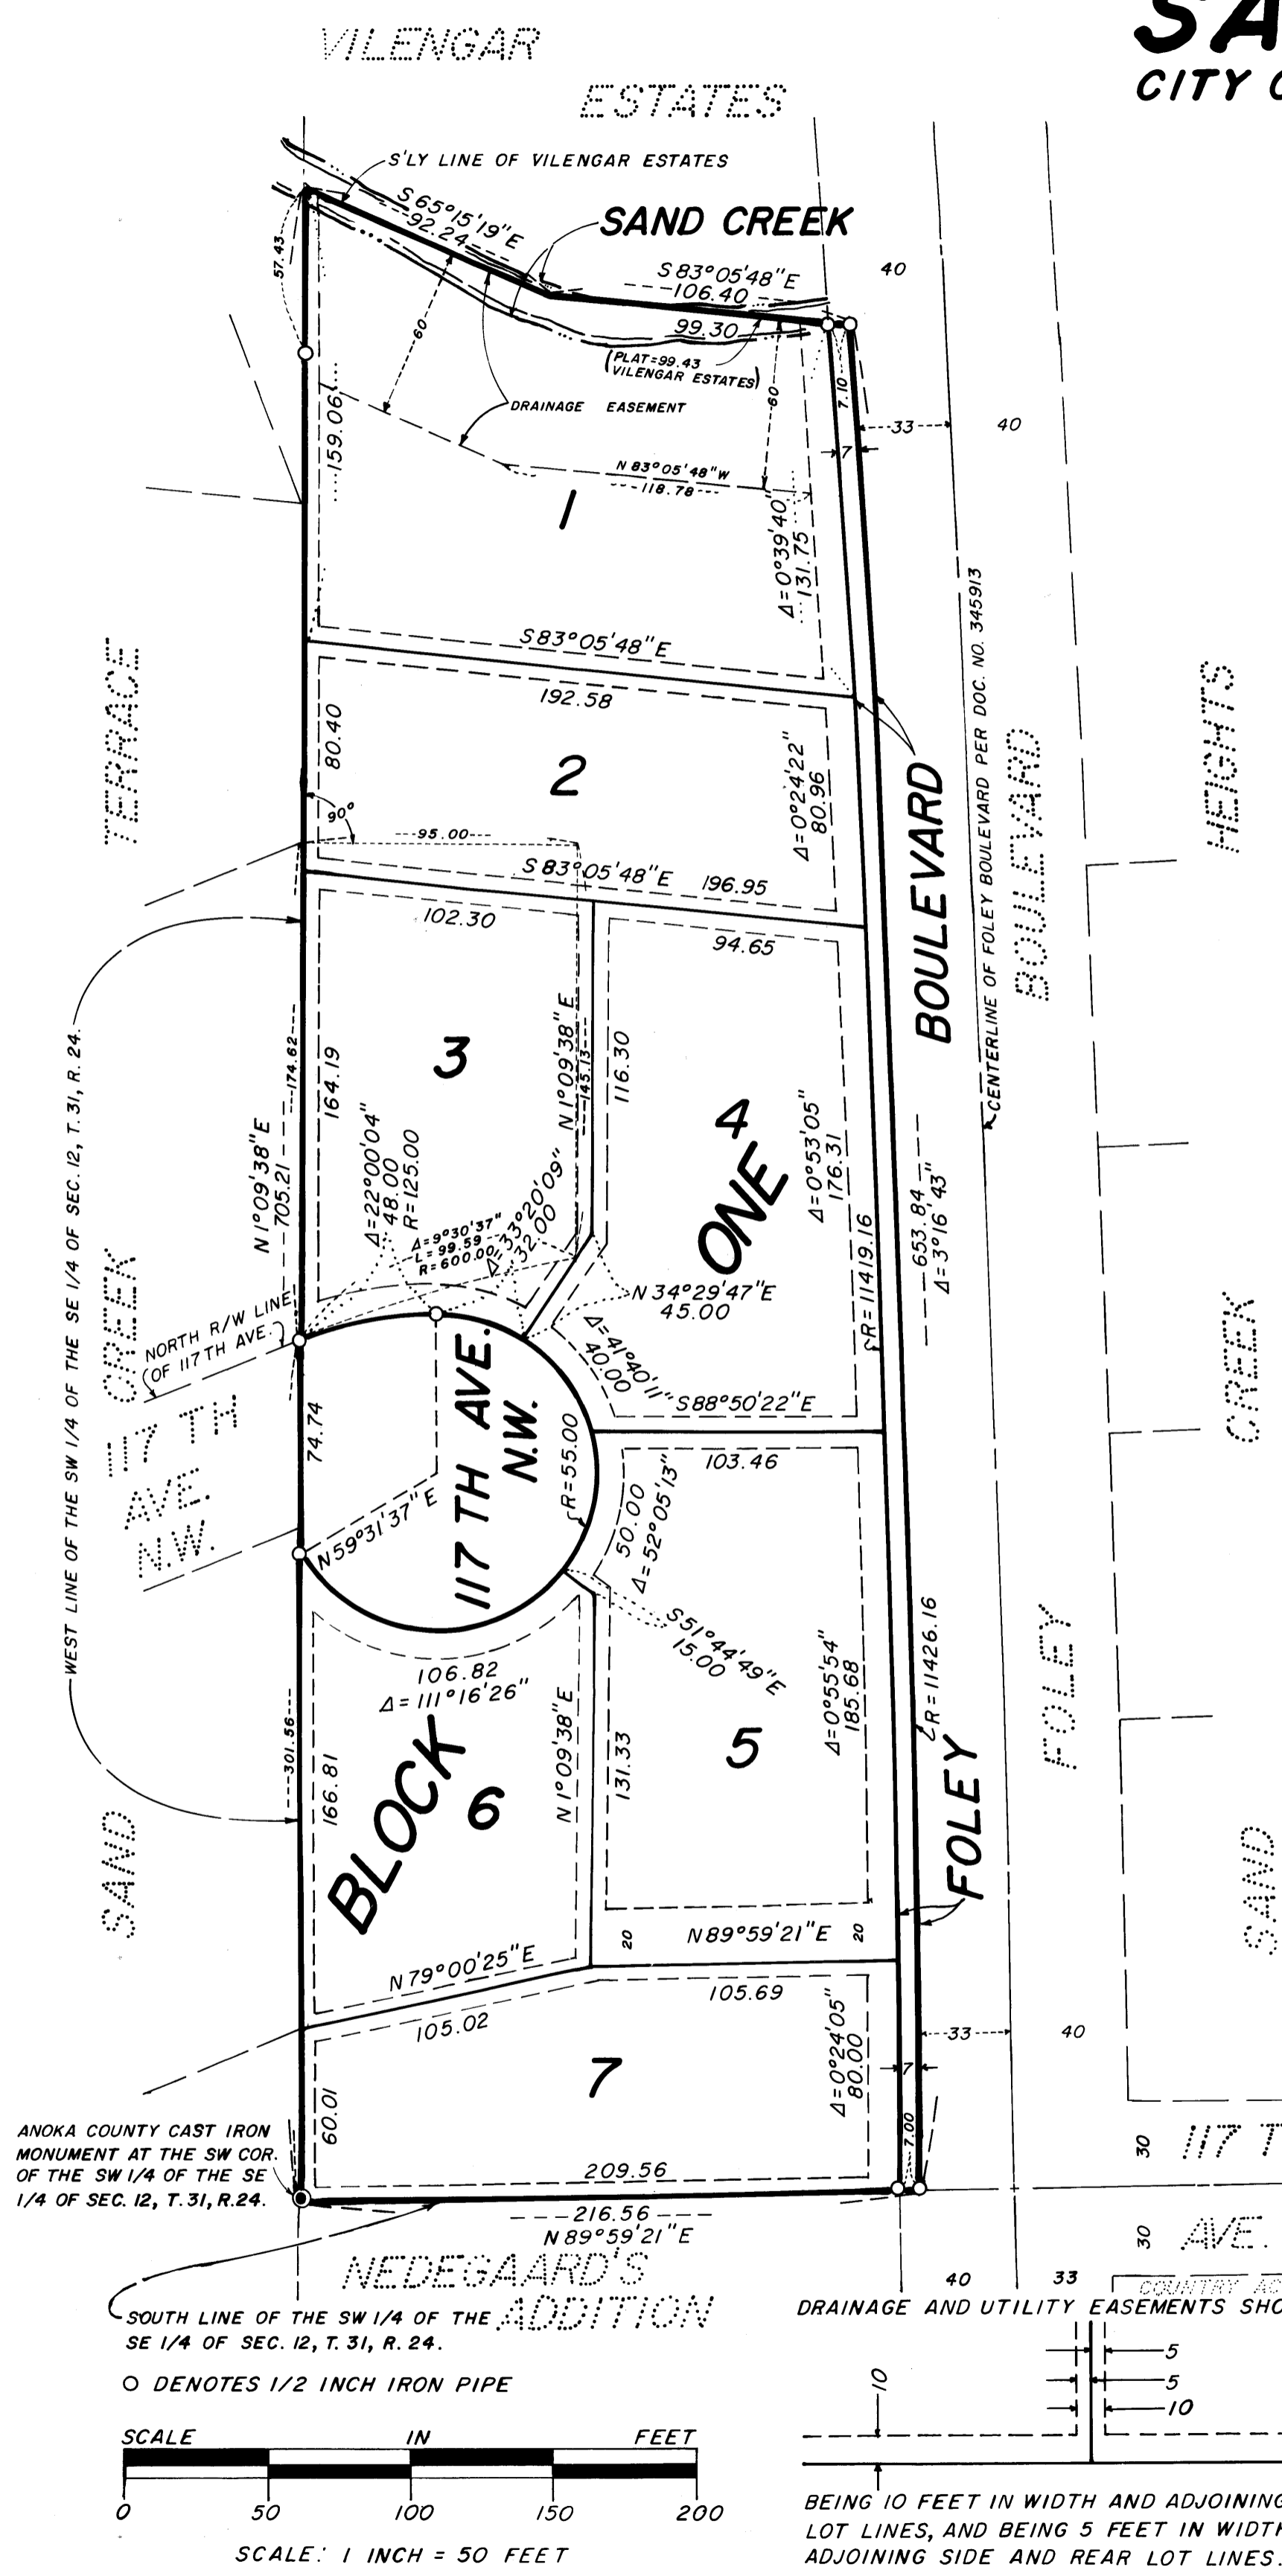 SA
CITY O
VILENGAR
ESTATES
S'LY LINE OF VILENGAR ESTATES
S 65°15'19"E
92.24
SAND CREEK
S 83°05'48"E
106.40
99.30
(PLAT=99.43
VILENGAR ESTATES)
57.43
60
60
DRAINAGE EASEMENT
7.10
40
33
40
7
159.06
N 83°05'48"W
118.78
1
Δ=0°39'40"
131.75
S83°05'48"E
192.58
80.40
2
Δ=0°24'22"
80.96
90°
95.00
S 83°05'48"E 196.95
TERRACE
BOULEVARD
CENTERLINE OF FOLEY BOULEVARD PER DOC. NO. 345913
BOULEVARD
HEIGHTS
102.30
94.65
3
174.62
164.19
N 1°09'38"E
145.13
116.30
4
ONE
Δ=0°53'05"
176.31
N 1°09'38"E
705.21
Δ=22°00'04"
48.00
R=125.00
Δ=9°30'37"
L=99.59
R=600.00
Δ=33°20'09"
32.00
N 34°29'47"E
45.00
R=11419.16
653.84
Δ=3°16'43"
Δ=41°40'11"
40.00
S88°50'22"E
WEST LINE OF THE SW 1/4 OF THE SE 1/4 OF SEC. 12, T. 31, R. 24.
CREEK
NORTH R/W LINE
OF 117TH AVE.
117 TH
AVE.
N.W.
74.74
117 TH AVE.
N.W.
R=55.00
N59°31'37"E
CREEK
103.46
50.00
Δ=52°05'13"
S51°44'49"E
15.00
106.82
Δ=111°16'26"
301.56
166.81
BLOCK
6
N 1°09'38"E
131.33
5
Δ=0°55'54"
185.68
R=11426.16
FOLEY
FOLEY
SAND
SAND
20
N89°59'21"E
20
N79°00'25"E
105.02
105.69
7
60.01
Δ=0°24'05"
80.00
33
40
7
7.00
209.56
216.56
N89°59'21"E
ANOKA COUNTY CAST IRON
MONUMENT AT THE SW COR.
OF THE SW 1/4 OF THE SE
1/4 OF SEC. 12, T. 31, R.24.
30
117 T
30
AVE.
NEDEGAARD'S
ADDITION
40
33
COUNTRY AC
SOUTH LINE OF THE SW 1/4 OF THE
SE 1/4 OF SEC. 12, T. 31, R. 24.
O DENOTES 1/2 INCH IRON PIPE
SCALE IN FEET
0 50 100 150 200
SCALE: 1 INCH = 50 FEET
DRAINAGE AND UTILITY EASEMENTS SHO
10
5
5
10
BEING 10 FEET IN WIDTH AND ADJOINING
LOT LINES, AND BEING 5 FEET IN WIDTH
ADJOINING SIDE AND REAR LOT LINES.